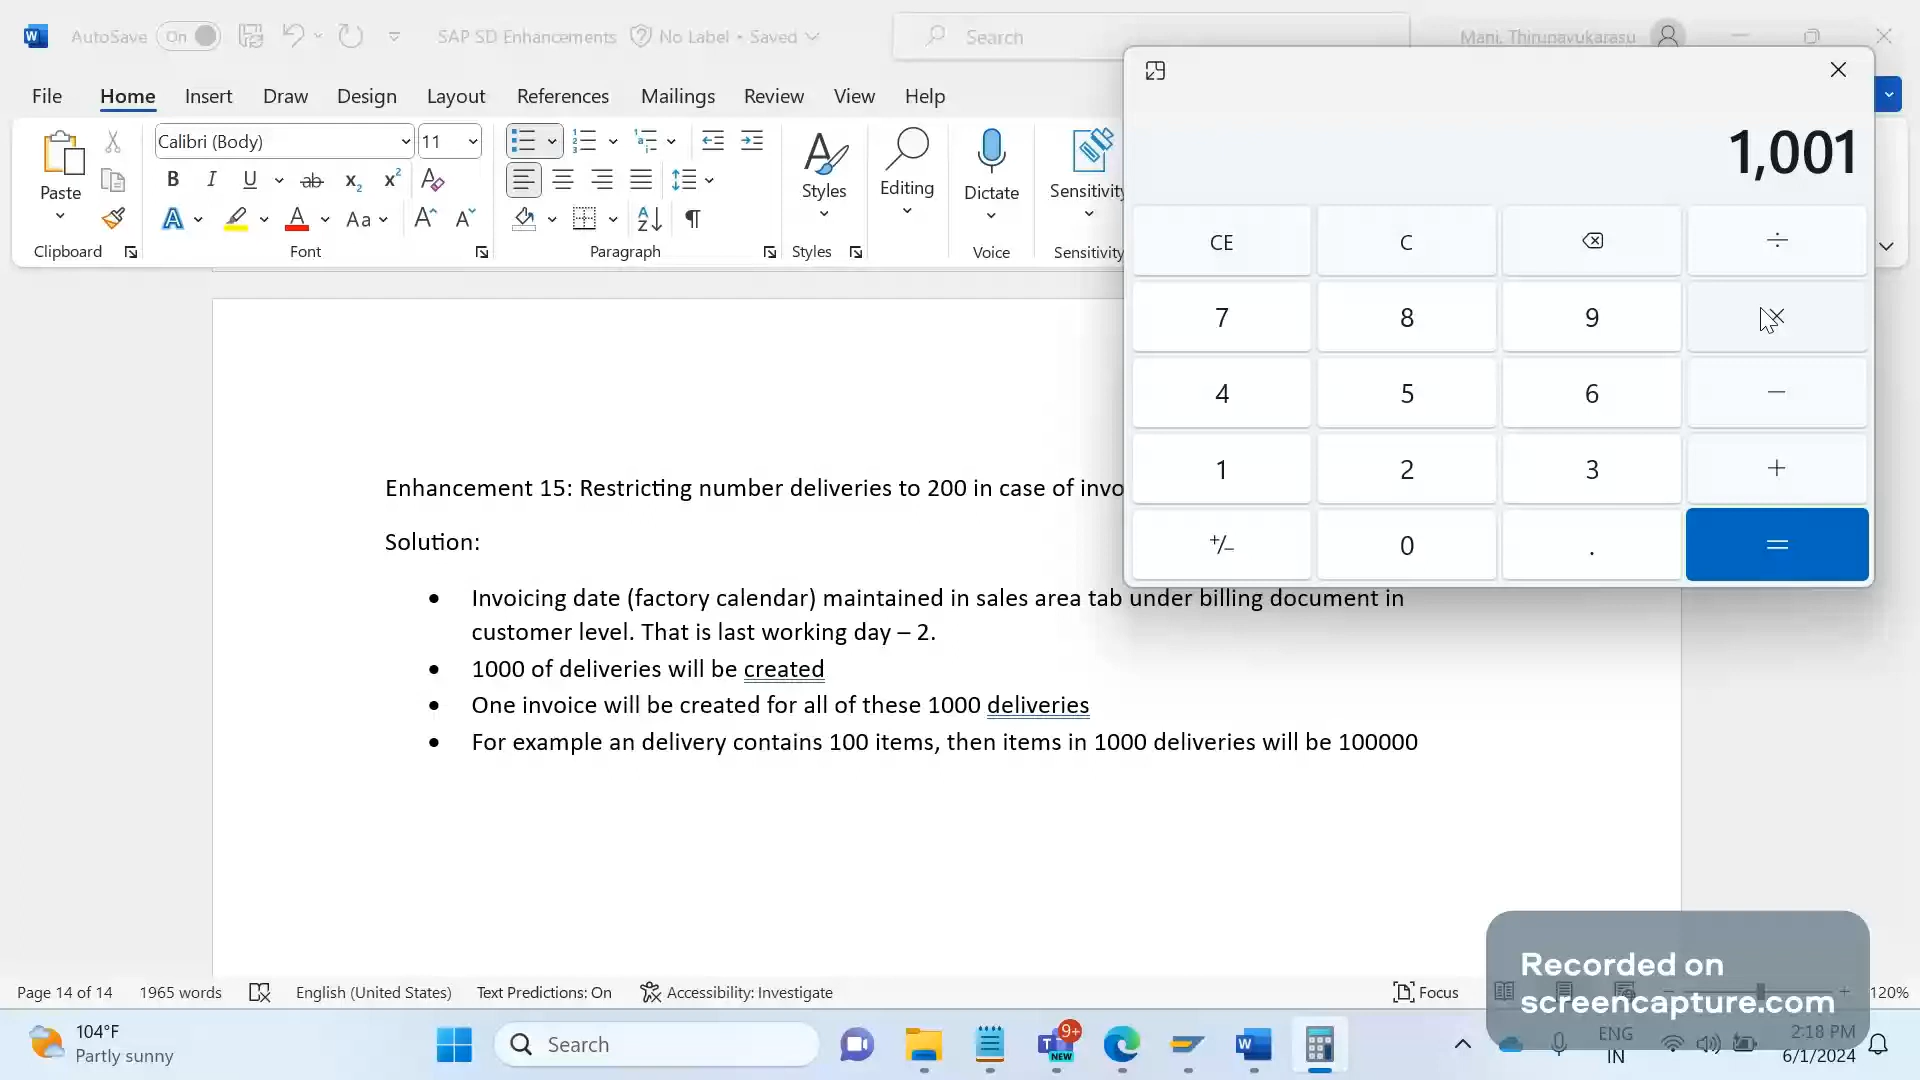 AutoSave On SAP SD Enhancements No Label • Saved Search Mani, Thirunavukarasu
File Home Insert Draw Design Layout References Mailings Review View Help
Calibri (Body) 11
Paste Styles Editing Dictate Sensitivity
Clipboard Font Paragraph Styles Voice Sensitivity
1,001
CE C ÷
7 8 9 ×
4 5 6 −
1 2 3 +
+/− 0 . =
Enhancement 15: Restricting number deliveries to 200 in case of invo
Solution:
• Invoicing date (factory calendar) maintained in sales area tab under billing document in
customer level. That is last working day – 2.
• 1000 of deliveries will be created
• One invoice will be created for all of these 1000 deliveries
• For example an delivery contains 100 items, then items in 1000 deliveries will be 100000
Recorded on
screencapture.com
Page 14 of 14 1965 words English (United States) Text Predictions: On Accessibility: Investigate Focus 120%
104°F
Partly sunny
Search
9+
NEW
ENG
IN
2:18 PM
6/1/2024